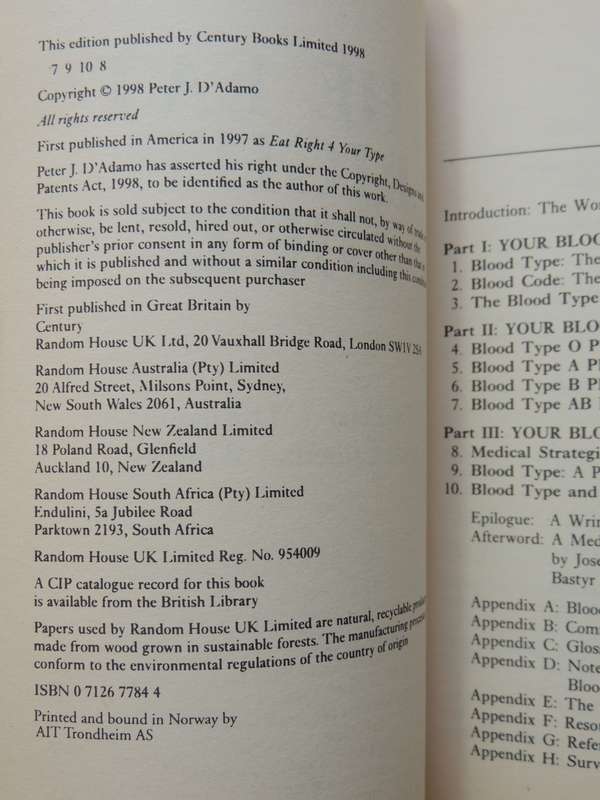 This edition published by Century Books Limited 1998
7 9 10 8
Copyright © 1998 Peter J. D'Adamo
All rights reserved
First published in America in 1997 as Eat Right 4 Your Type
Peter J. D'Adamo has asserted his right under the Copyright, Designs and
Patents Act, 1998, to be identified as the author of this work.
This book is sold subject to the condition that it shall not, by way of trade or
otherwise, be lent, resold, hired out, or otherwise circulated without the
publisher's prior consent in any form of binding or cover other than that in
which it is published and without a similar condition including this condition
being imposed on the subsequent purchaser
First published in Great Britain by
Century
Random House UK Ltd, 20 Vauxhall Bridge Road, London SW1V 2SA
Random House Australia (Pty) Limited
20 Alfred Street, Milsons Point, Sydney,
New South Wales 2061, Australia
Random House New Zealand Limited
18 Poland Road, Glenfield
Auckland 10, New Zealand
Random House South Africa (Pty) Limited
Endulini, 5a Jubilee Road
Parktown 2193, South Africa
Random House UK Limited Reg. No. 954009
A CIP catalogue record for this book
is available from the British Library
Papers used by Random House UK Limited are natural, recyclable
made from wood grown in sustainable forests. The manufacturing
conform to the environmental regulations of the country of origin
ISBN 0 7126 7784 4
Printed and bound in Norway by
AIT Trondheim AS
Introduction: The
Part I: YOUR
1. Blood Type: The
2. Blood Code: The
3. The Blood Type
Part II: YOUR
4. Blood Type O
5. Blood Type A
6. Blood Type B
7. Blood Type AB
Part III: YOUR
8. Medical
9. Blood Type: A
10. Blood Type and
Epilogue: A
Afterword: A
by
Bastyr
Appendix A:
Appendix B:
Appendix C:
Appendix D:
Appendix E: The
Appendix F:
Appendix G:
Appendix H: